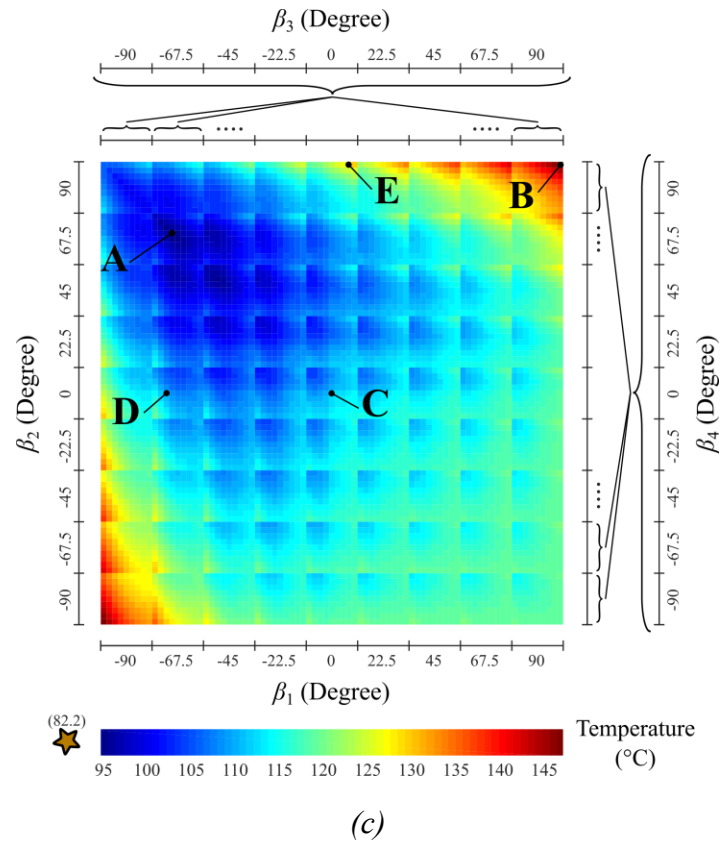 β3 (Degree)
-90 -67.5 -45 -22.5 0 22.5 45 67.5 90
.... ....
E B
A
D C
β2 (Degree)
90 67.5 45 22.5 0 -22.5 -45 -67.5 -90
.... ....
90 67.5 45 22.5 0 -22.5 -45 -67.5 -90
β4 (Degree)
-90 -67.5 -45 -22.5 0 22.5 45 67.5 90
β1 (Degree)
(82.2)
95 100 105 110 115 120 125 130 135 140 145
Temperature
(°C)
(c)